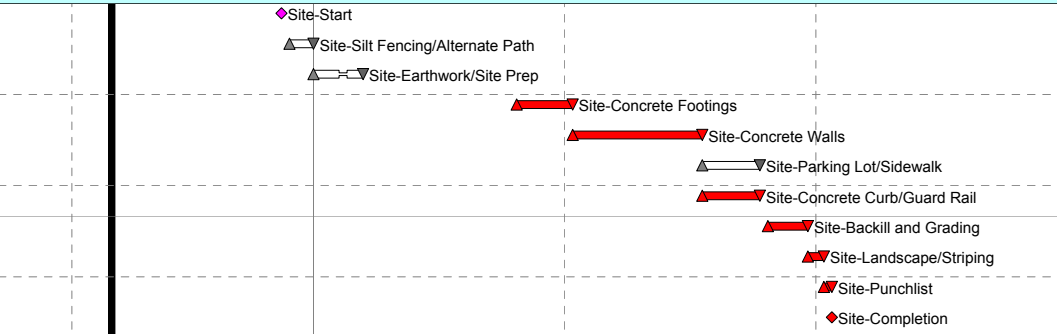 Site-Start
Site-Silt Fencing/Alternate Path
Site-Earthwork/Site Prep
Site-Concrete Footings
Site-Concrete Walls
Site-Parking Lot/Sidewalk
Site-Concrete Curb/Guard Rail
Site-Backill and Grading
Site-Landscape/Striping
Site-Punchlist
Site-Completion